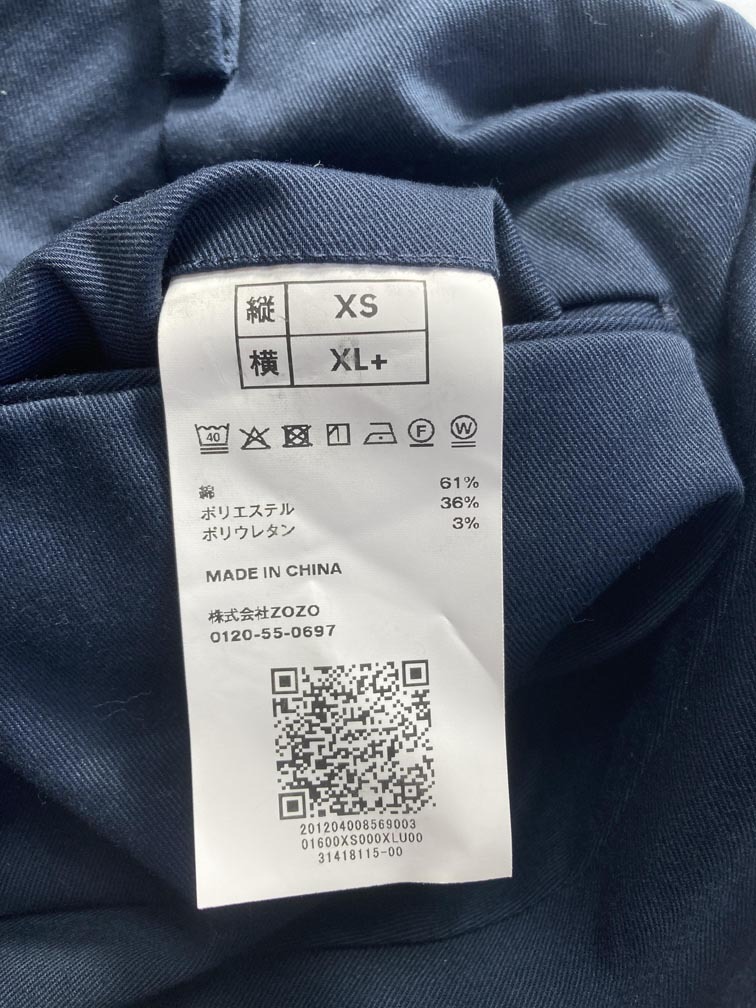 縦 XS
横 XL+
40 F W
綿 61%
ポリエステル 36%
ポリウレタン 3%
MADE IN CHINA
株式会社ZOZO
0120-55-0697
201204008569003
01600XS000XLU00
31418115-00